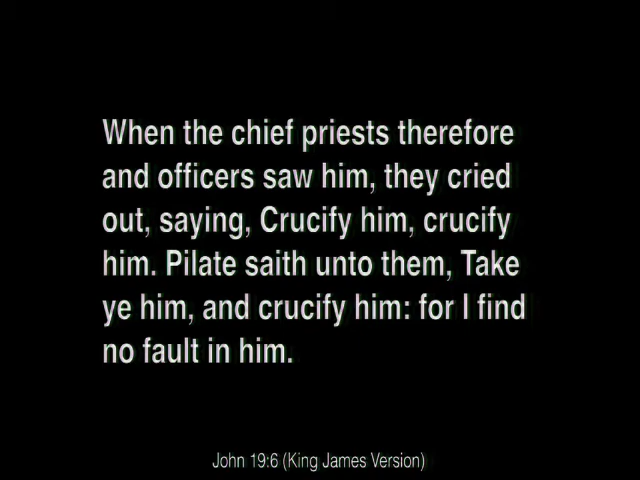 When the chief priests therefore
and officers saw him, they cried
out, saying, Crucify him, crucify
him. Pilate saith unto them, Take
ye him, and crucify him: for I find
no fault in him.
John 19:6 (King James Version)